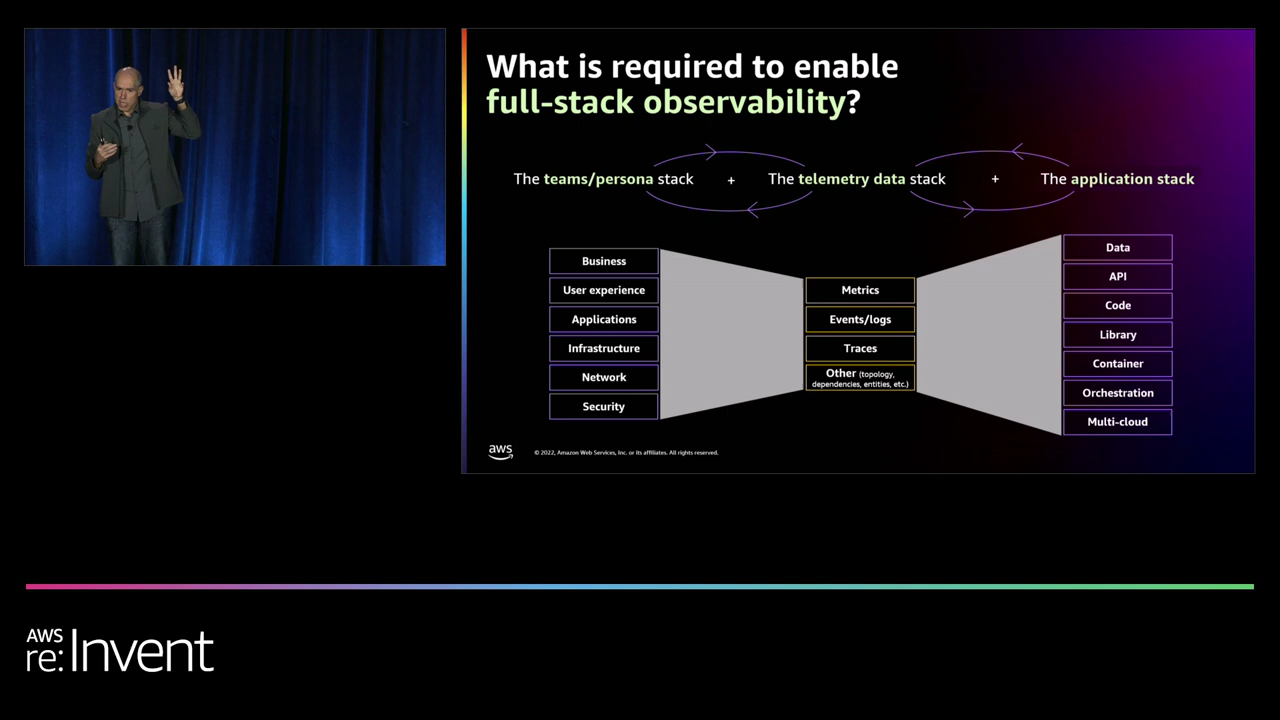 What is required to enable
full-stack observability?
The teams/persona stack + The telemetry data stack + The application stack
Business
User experience
Applications
Infrastructure
Network
Security
Metrics
Events/logs
Traces
Other (topology,
dependencies, entities, etc.)
Data
API
Code
Library
Container
Orchestration
Multi-cloud
aws
© 2022, Amazon Web Services, Inc. or its affiliates. All rights reserved.
AWS
re:Invent